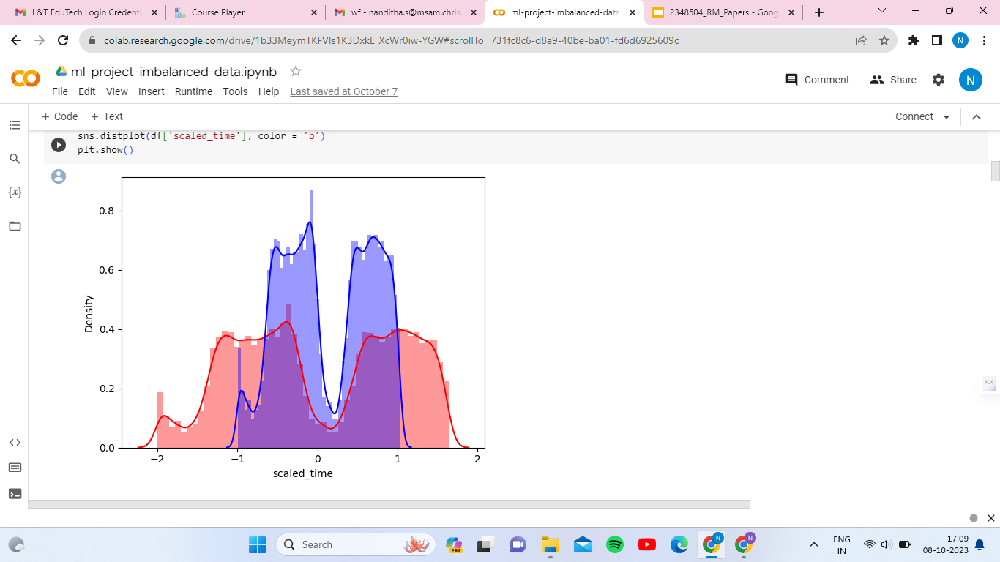 L&T EduTech Login Credenti
Course Player
wf - nanditha.s@msam.chris
ml-project-imbalanced-data.
2348504_RM_Papers - Goog
colab.research.google.com/drive/1b33MeymTKFVIs1K3DxkL_XcWr0iw-YGW#scrollTo=731fc8c6-d8a9-40be-ba01-fd6d6925609c
N
ml-project-imbalanced-data.ipynb
File Edit View Insert Runtime Tools Help Last saved at October 7
Comment Share N
+ Code + Text Connect
sns.distplot(df['scaled_time'], color = 'b')
plt.show()
{x}
0.8
0.6
0.4
0.2
0.0
Density
−2 −1 0 1 2
scaled_time
Search
PRE
N
N
ENG
IN
17:09
08-10-2023